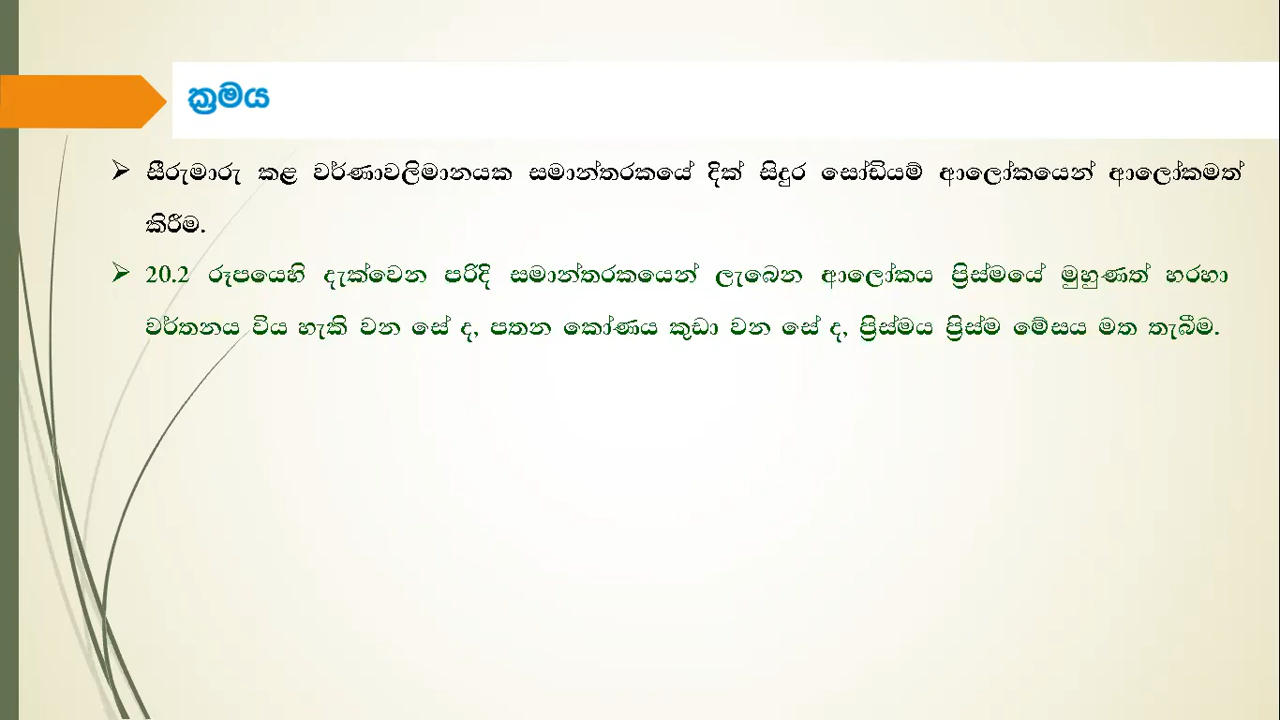 ක්‍රමය
➢ සීරුමාරු කළ වර්ණාවලිමානයක සමාන්තරකයේ දික් සිදුර සෝඩියම් ආලෝකයෙන් ආලෝකමත්
කිරීම.
➢ 20.2 රූපයෙහි දැක්වෙන පරිදි සමාන්තරකයෙන් ලැබෙන ආලෝකය ප්‍රිස්මයේ මුහුණත් හරහා
වර්තනය විය හැකි වන සේ ද, පතන කෝණය කුඩා වන සේ ද, ප්‍රිස්මය ප්‍රිස්ම මේසය මත තැබීම.